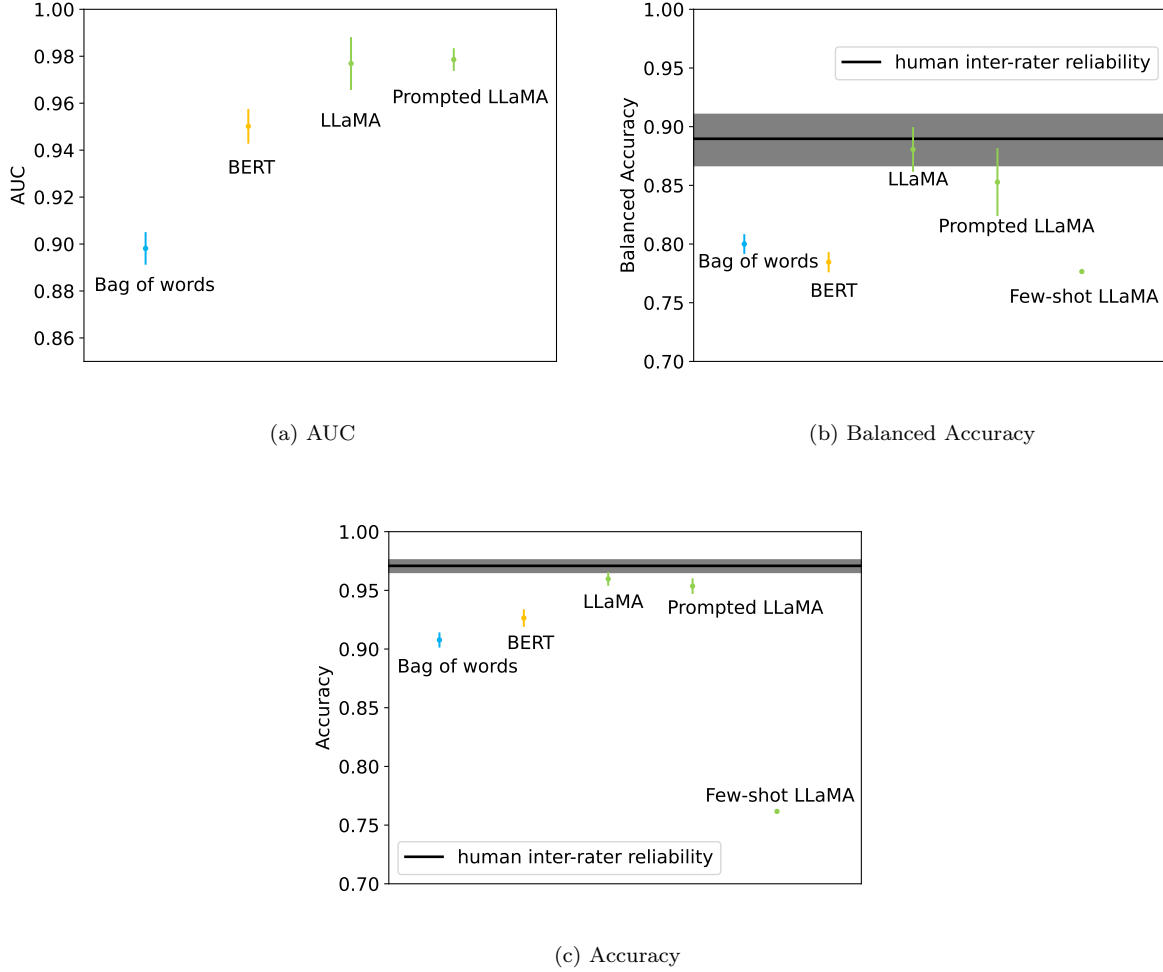 1.00
0.98
0.96
0.94
0.92
0.90
0.88
0.86
AUC
Prompted LLaMA
LLaMA
BERT
Bag of words
(a) AUC
1.00
0.95
0.90
0.85
0.80
0.75
0.70
Balanced Accuracy
human inter-rater reliability
LLaMA
Prompted LLaMA
Bag of words
BERT
Few-shot LLaMA
(b) Balanced Accuracy
1.00
0.95
0.90
0.85
0.80
0.75
0.70
Accuracy
LLaMA
Prompted LLaMA
BERT
Bag of words
Few-shot LLaMA
human inter-rater reliability
(c) Accuracy